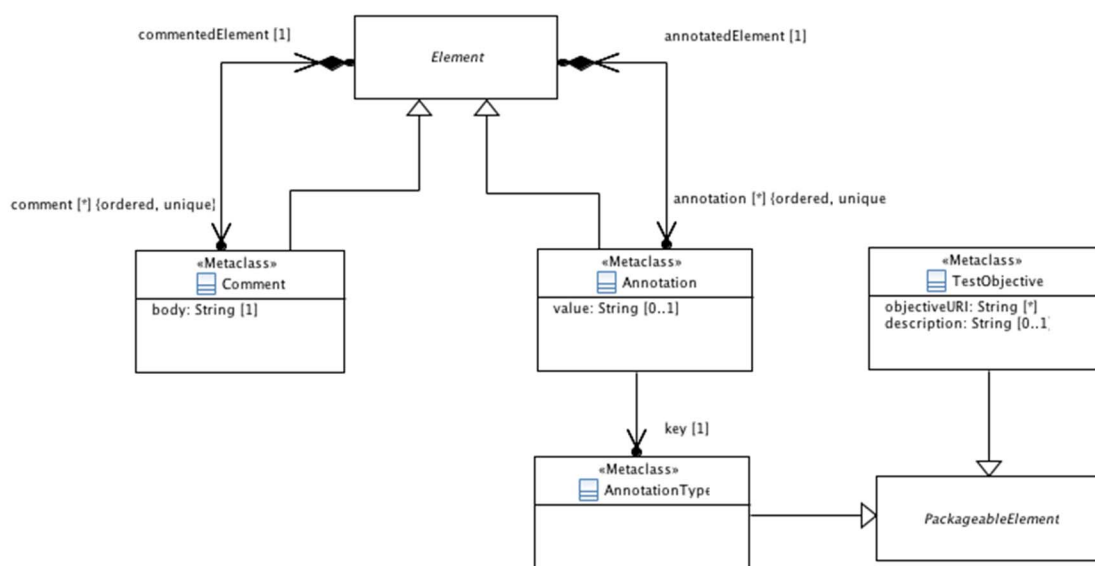 commentedElement [1]
Element
annotatedElement [1]
comment [*] {ordered, unique}
annotation [*] {ordered, unique
«Metaclass»
Comment
body: String [1]
«Metaclass»
Annotation
value: String [0..1]
«Metaclass»
TestObjective
objectiveURI: String [*]
description: String [0..1]
key [1]
«Metaclass»
AnnotationType
PackageableElement